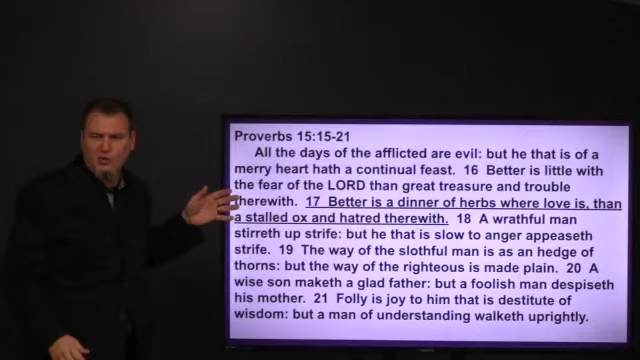 Proverbs 15:15-21
All the days of the afflicted are evil: but he that is of a
merry heart hath a continual feast. 16 Better is little with
the fear of the LORD than great treasure and trouble
therewith. 17 Better is a dinner of herbs where love is, than
a stalled ox and hatred therewith. 18 A wrathful man
stirreth up strife: but he that is slow to anger appeaseth
strife. 19 The way of the slothful man is as an hedge of
thorns: but the way of the righteous is made plain. 20 A
wise son maketh a glad father: but a foolish man despiseth
his mother. 21 Folly is joy to him that is destitute of
wisdom: but a man of understanding walketh uprightly.